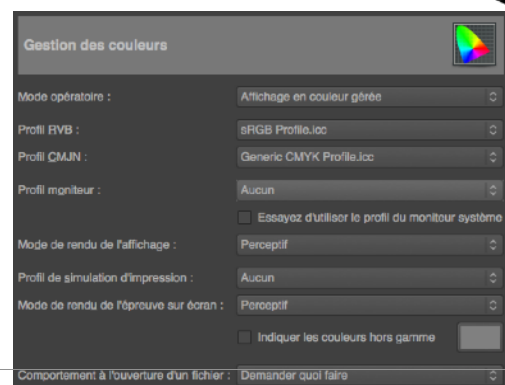 Gestion des couleurs
Mode opératoire : Affichage en couleur gérée
Profil RVB : sRGB Profile.icc
Profil CMJN : Generic CMYK Profile.icc
Profil moniteur : Aucun
Essayez d'utiliser le profil du moniteur système
Mode de rendu de l'affichage : Perceptif
Profil de simulation d'impression : Aucun
Mode de rendu de l'épreuve sur écran : Perceptif
Indiquer les couleurs hors gamme
Comportement à l'ouverture d'un fichier : Demander quoi faire